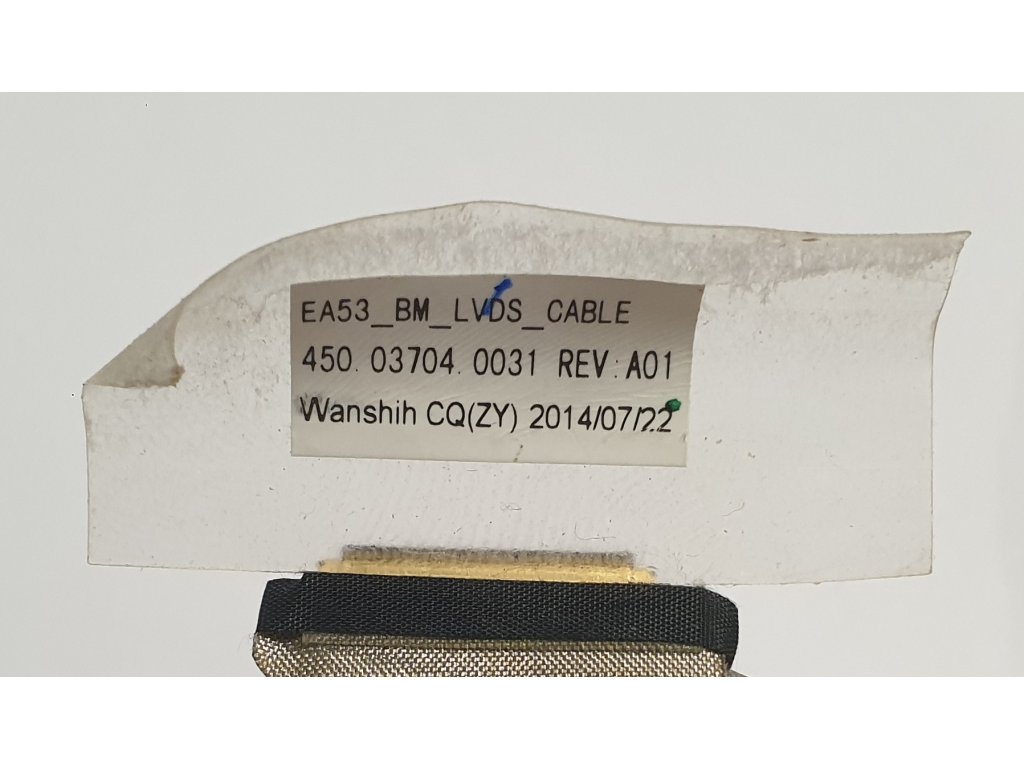 EA53_BM_LVDS_CABLE
450.03704.0031 REV:A01
Wanshih CQ(ZY) 2014/07/22